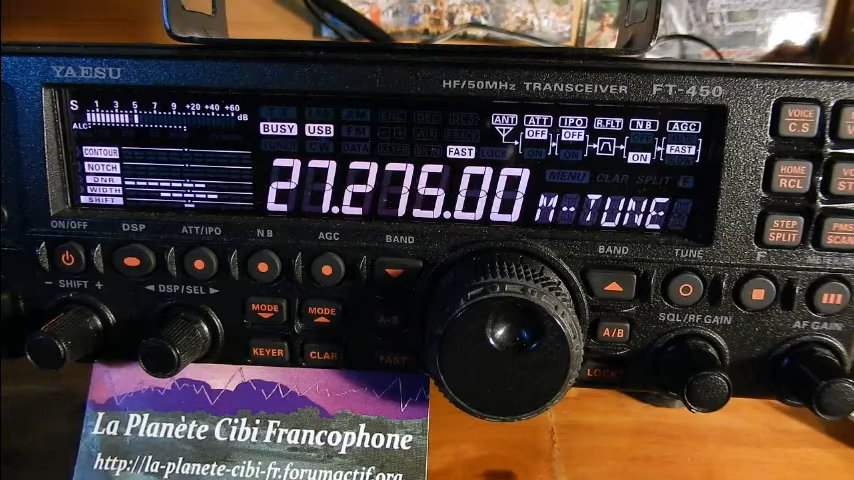 YAESU
HF/50MHz TRANSCEIVER FT-450
S 1 3 5 7 9 +20 +40 +60 dB
ALC:
BUSY USB
FAST
ANT ATT IPO R.FLT NB AGC
OFF OFF FAST
ON ON ON
MENU CLAR SPLIT F
CONTOUR
NOTCH
DNR
WIDTH
SHIFT
27.275.00
M-TUNE
VOICE
C.S
HOME
RCL
STEP
SPLIT
PMS
SCAN
ON/OFF DSP ATT/IPO NB AGC BAND
BAND TUNE F
- SHIFT + DSP/SEL
MODE MODE
KEYER CLAR FAST
A/B
LOCK
SQL/RF GAIN
AF GAIN
La Planète Cibi Francophone
http://la-planete-cibi-fr.forumactif.org